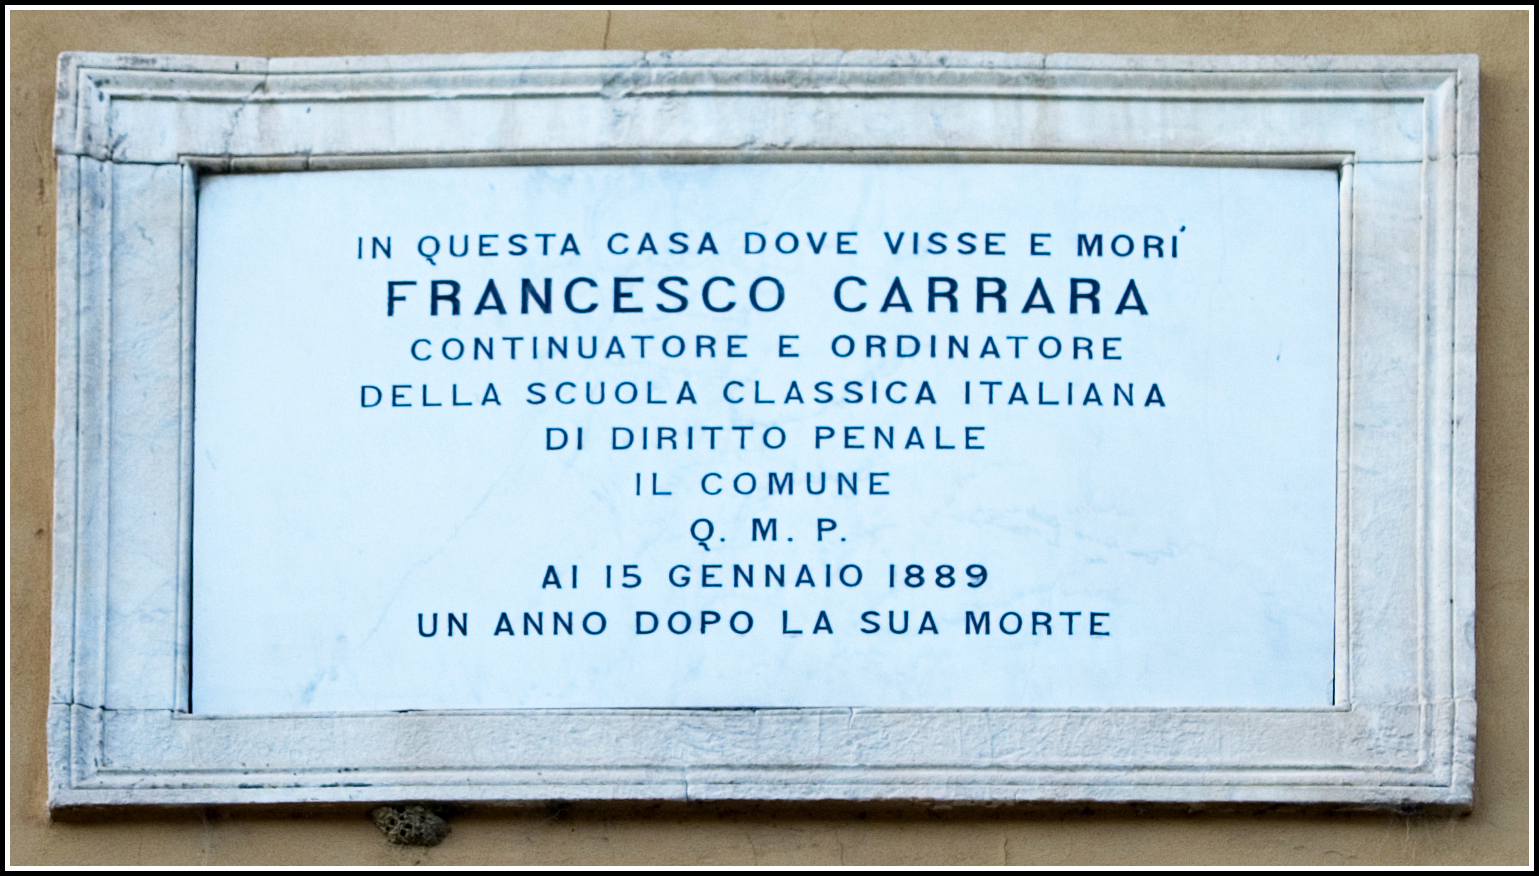 IN QUESTA CASA DOVE VISSE E MORI'
FRANCESCO CARRARA
CONTINUATORE E ORDINATORE
DELLA SCUOLA CLASSICA ITALIANA
DI DIRITTO PENALE
IL COMUNE
Q. M. P.
AI 15 GENNAIO 1889
UN ANNO DOPO LA SUA MORTE